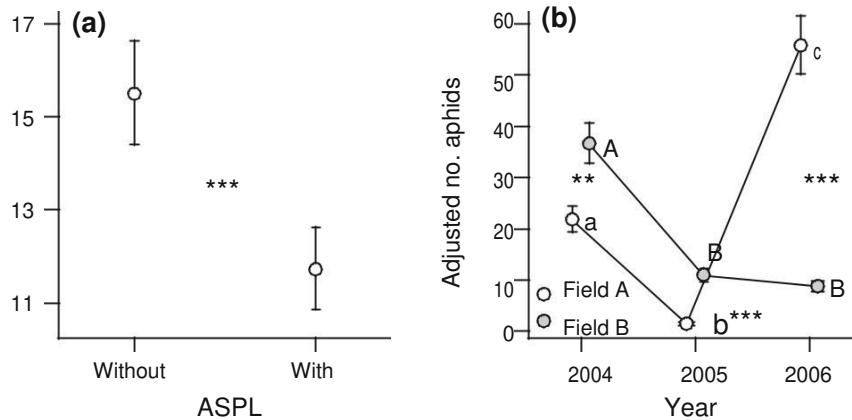 (a)
17
15
13
11
***
Without
With
ASPL
(b)
Adjusted no. aphids
60
50
40
30
20
10
0
A
**
a
B
b***
c
***
B
Field A
Field B
2004
2005
2006
Year